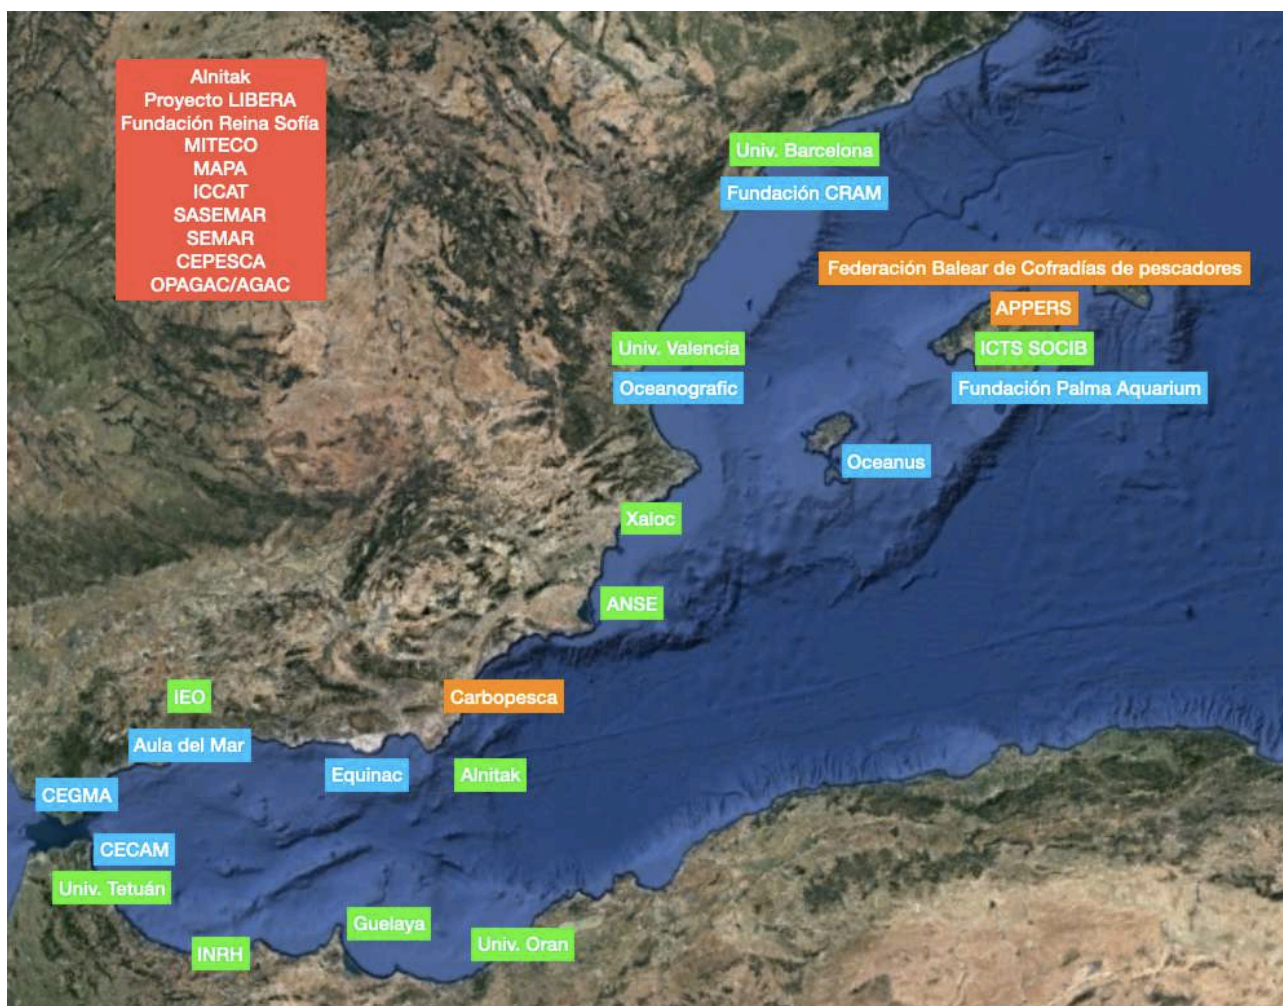 Alnitak
Proyecto LIBERA
Fundación Reina Sofía
MITECO
MAPA
ICCAT
SASEMAR
SEMAR
CEPESCA
OPAGAC/AGAC
Univ. Barcelona
Fundación CRAM
Federación Balear de Cofradías de pescadores
APPERS
Univ. Valencia
ICTS SOCIB
Oceanografic
Fundación Palma Aquarium
Oceanus
Xaloc
ANSE
IEO
Carbopesca
Aula del Mar
Equinac
Alnitak
CEGMA
CECAM
Univ. Tetuán
Guelaya
Univ. Oran
INRH